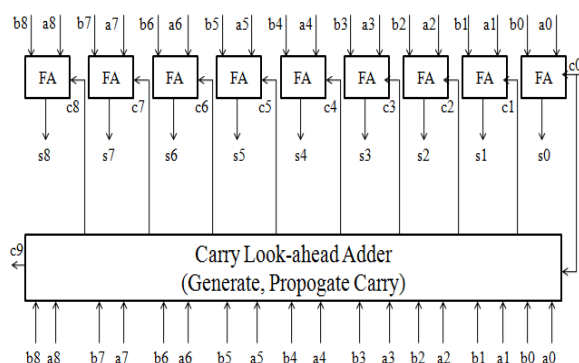 b8 a8 b7 a7 b6 a6 b5 a5 b4 a4 b3 a3 b2 a2 b1 a1 b0 a0
FA FA FA FA FA FA FA FA FA c0
c8 c7 c6 c5 c4 c3 c2 c1
s8 s7 s6 s5 s4 s3 s2 s1 s0
c9
Carry Look-ahead Adder
(Generate, Propogate Carry)
b8 a8 b7 a7 b6 a6 b5 a5 b4 a4 b3 a3 b2 a2 b1 a1 b0 a0